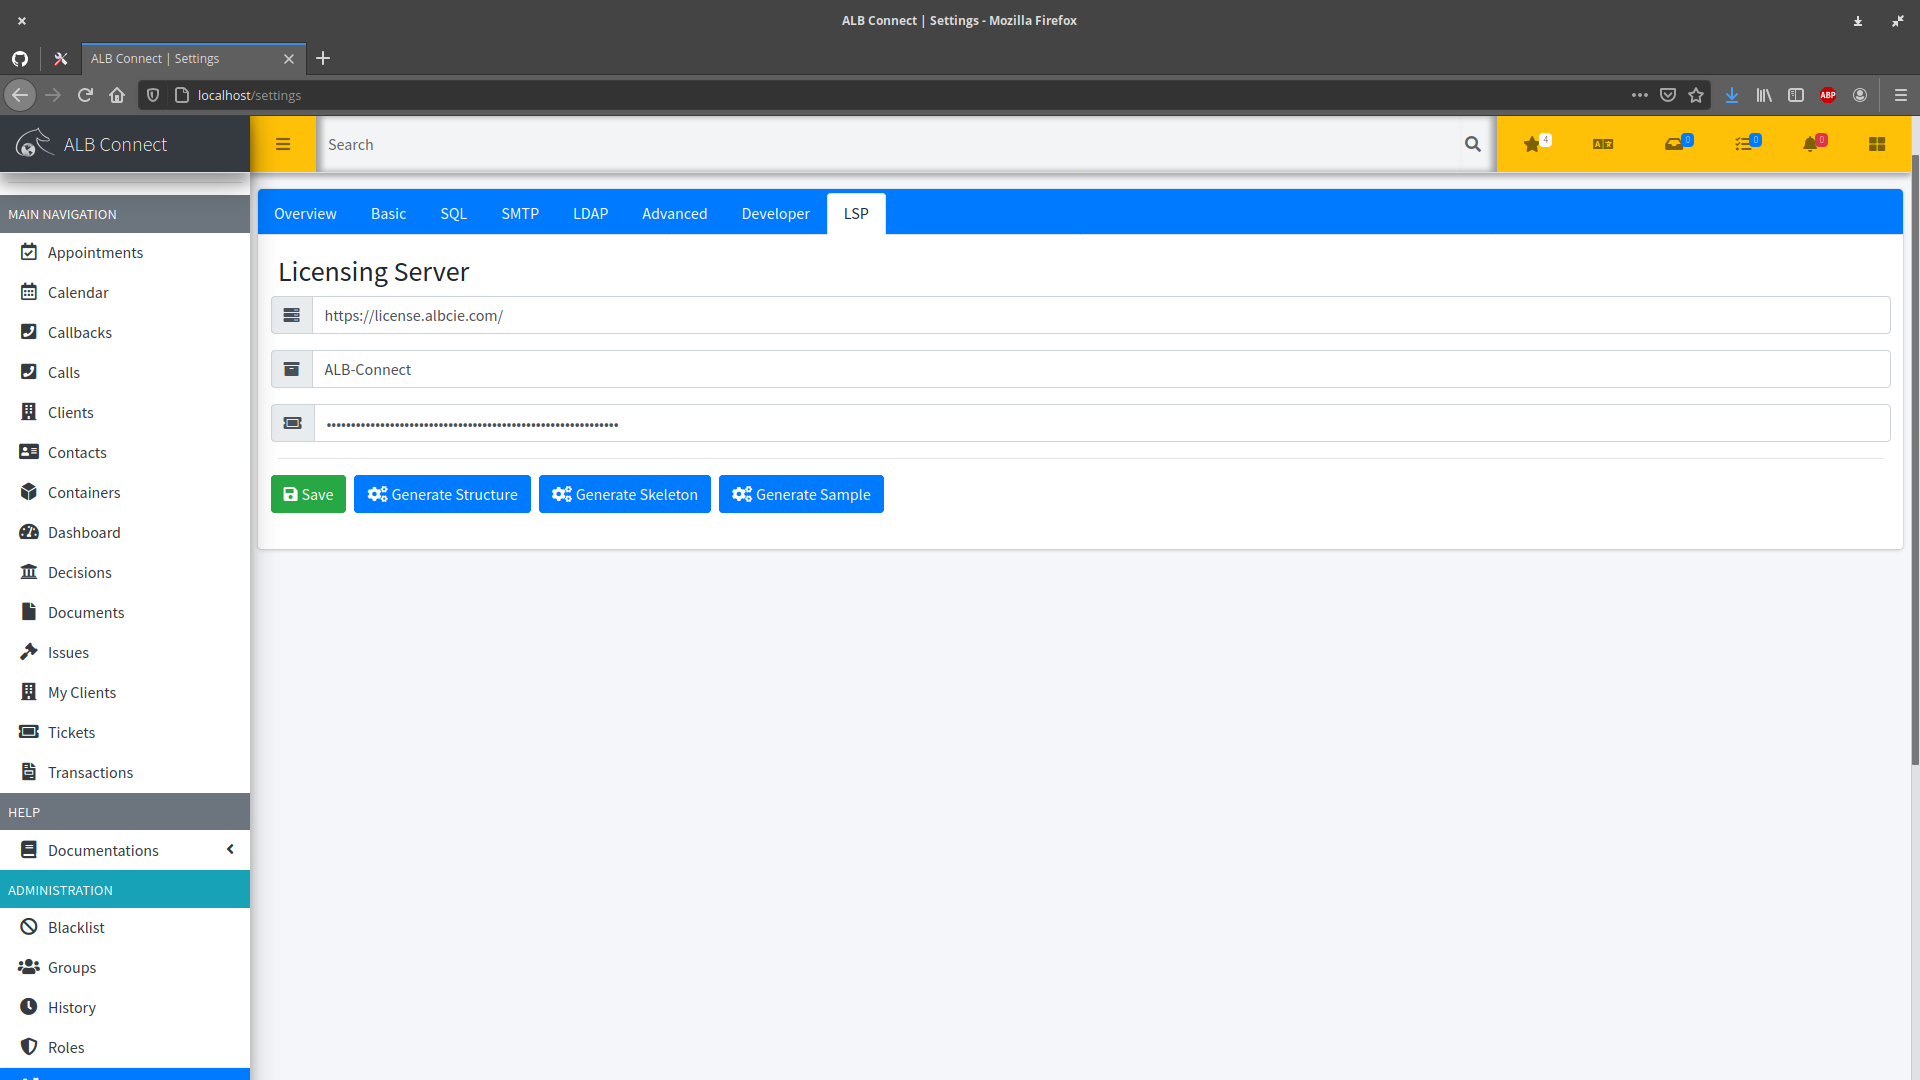 ALB Connect | Settings - Mozilla Firefox
ALB Connect | Settings
localhost/settings
ABP
ALB Connect
Search
4
0
0
0
MAIN NAVIGATION
Appointments
Calendar
Callbacks
Calls
Clients
Contacts
Containers
Dashboard
Decisions
Documents
Issues
My Clients
Tickets
Transactions
HELP
Documentations
ADMINISTRATION
Blacklist
Groups
History
Roles
Overview Basic SQL SMTP LDAP Advanced Developer LSP
Licensing Server
https://license.albcie.com/
ALB-Connect
Save Generate Structure Generate Skeleton Generate Sample